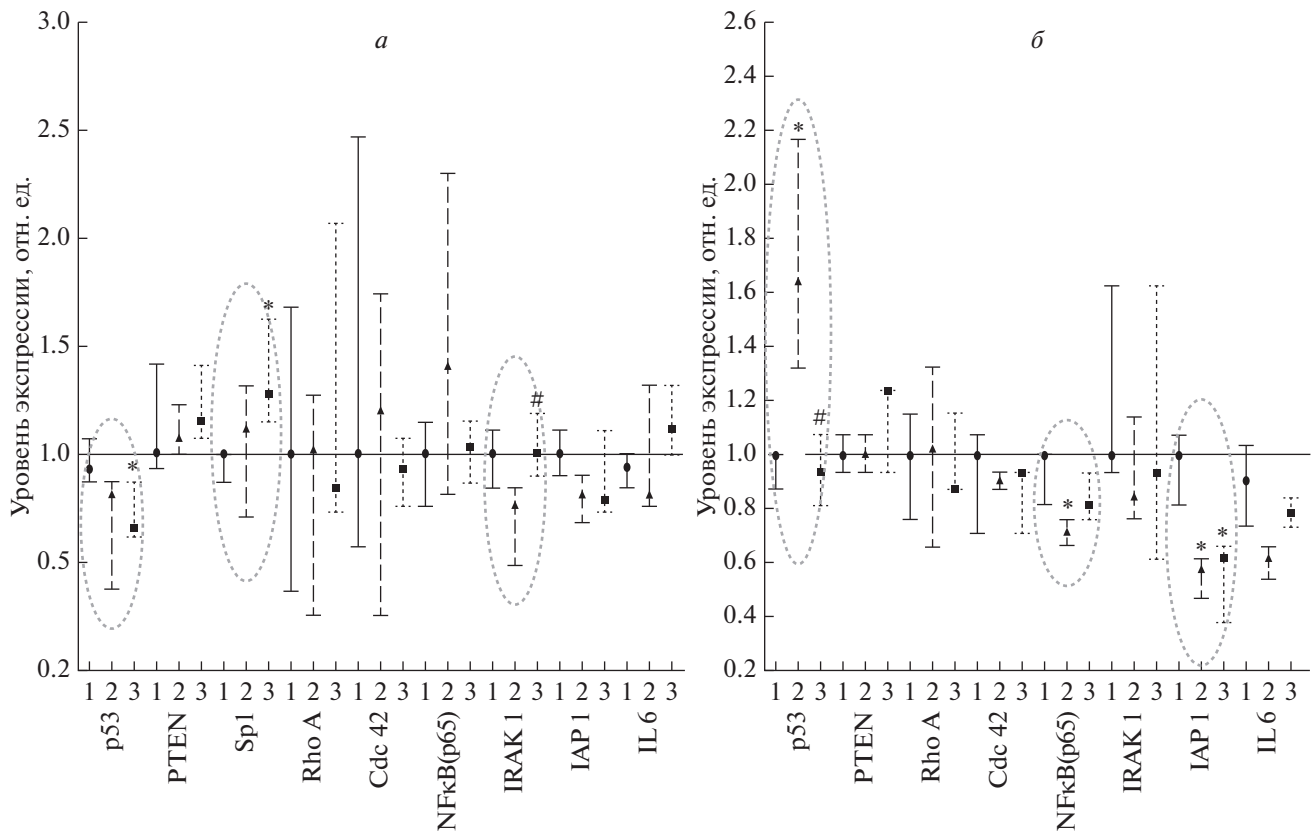 а
Уровень экспрессии, отн. ед.
3.0
2.5
2.0
1.5
1.0
0.5
0.2
*
*
#
1 2 3 1 2 3 1 2 3 1 2 3 1 2 3 1 2 3 1 2 3 1 2 3 1 2 3
p53
PTEN
Sp1
Rho A
Cdc 42
NFκB(p65)
IRAK 1
IAP 1
IL 6
б
Уровень экспрессии, отн. ед.
2.6
2.4
2.2
2.0
1.8
1.6
1.4
1.2
1.0
0.8
0.6
0.4
0.2
*
#
*
*
*
1 2 3 1 2 3 1 2 3 1 2 3 1 2 3 1 2 3 1 2 3 1 2 3
p53
PTEN
Rho A
Cdc 42
NFκB(p65)
IRAK 1
IAP 1
IL 6